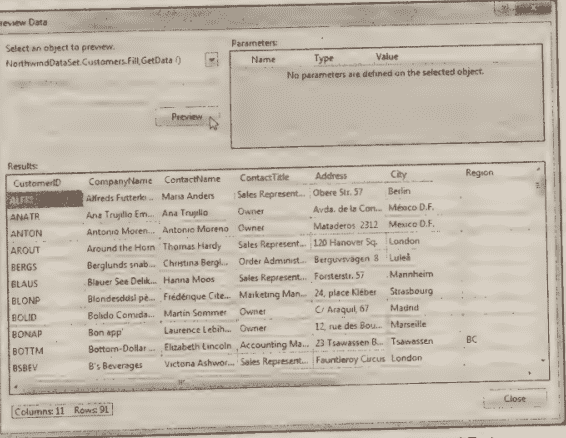 Preview Data
Select an object to preview.
NorthwindDataSet.Customers.Fill,GetData ()
Preview
Parameters:
Name Type Value
No parameters are defined on the selected object.
Results:
CustomerID CompanyName ContactName ContactTitle Address City Region
ALFKI Alfreds Futterki... Maria Anders Sales Represent... Obere Str. 57 Berlin
ANATR Ana Trujillo Em... Ana Trujillo Owner Avda. de la Con... México D.F.
ANTON Antonio Moren... Antonio Moreno Owner Mataderos 2312 México D.F.
AROUT Around the Horn Thomas Hardy Sales Represent... 120 Hanover Sq. London
BERGS Berglunds snab... Christina Bergl... Order Administ... Berguvsvägen 8 Luleå
BLAUS Blauer See Delik... Hanna Moos Sales Represent... Forsterstr. 57 Mannheim
BLONP Blondesddsl pè... Frédérique Cite... Marketing Man... 24, place Kléber Strasbourg
BOLID Bólido Comida... Martín Sommer Owner C/ Araquil, 67 Madrid
BONAP Bon app' Laurence Lebih... Owner 12, rue des Bou... Marseille
BOTTM Bottom-Dollar ... Elizabeth Lincoln Accounting Ma... 23 Tsawassen B... Tsawassen BC
BSBEV B's Beverages Victoria Ashwor... Sales Represent... Fauntleroy Circus London
Columns: 11 Rows: 91
Close